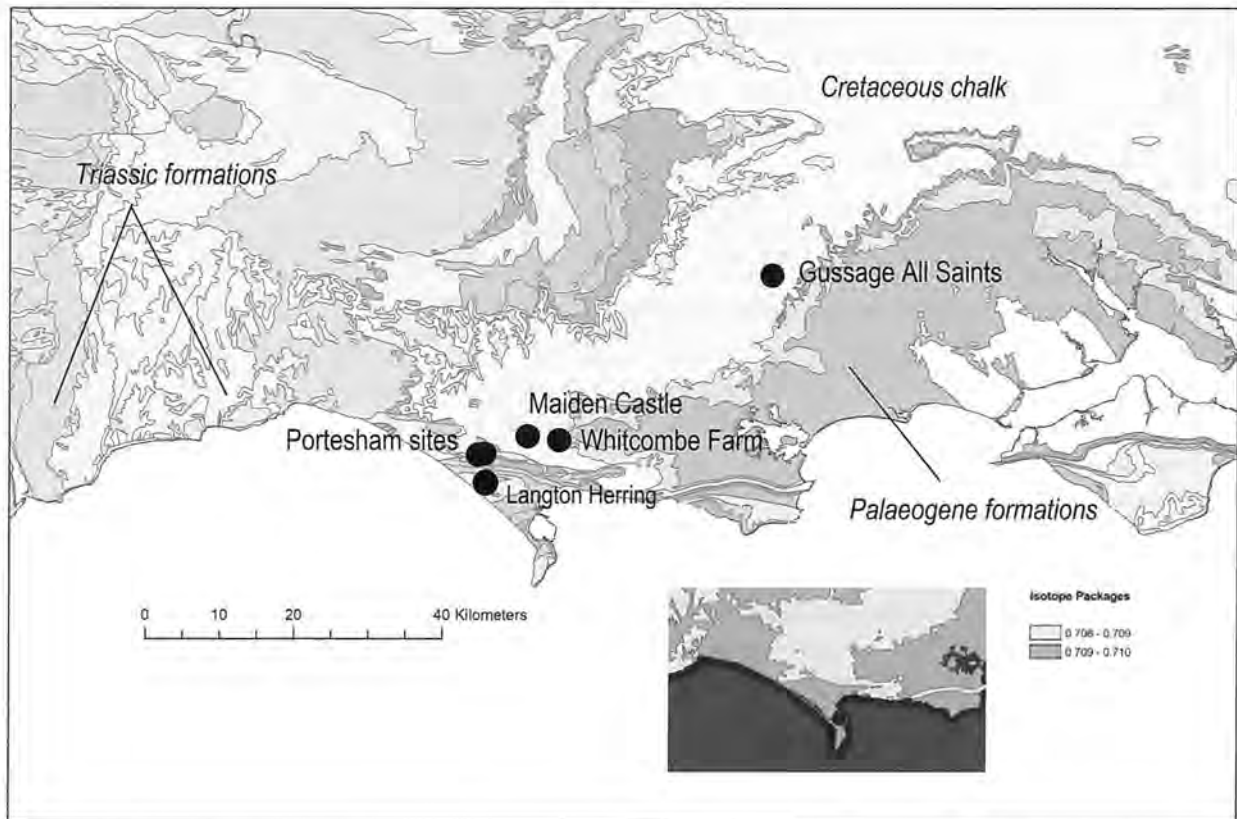 Cretaceous chalk
Triassic formations
Gussage All Saints
Maiden Castle
Portesham sites
Whitcombe Farm
Langton Herring
Palaeogene formations
0 20 40 Kilometers
Isotope Packages
0.708 - 0.709
0.709 - 0.710